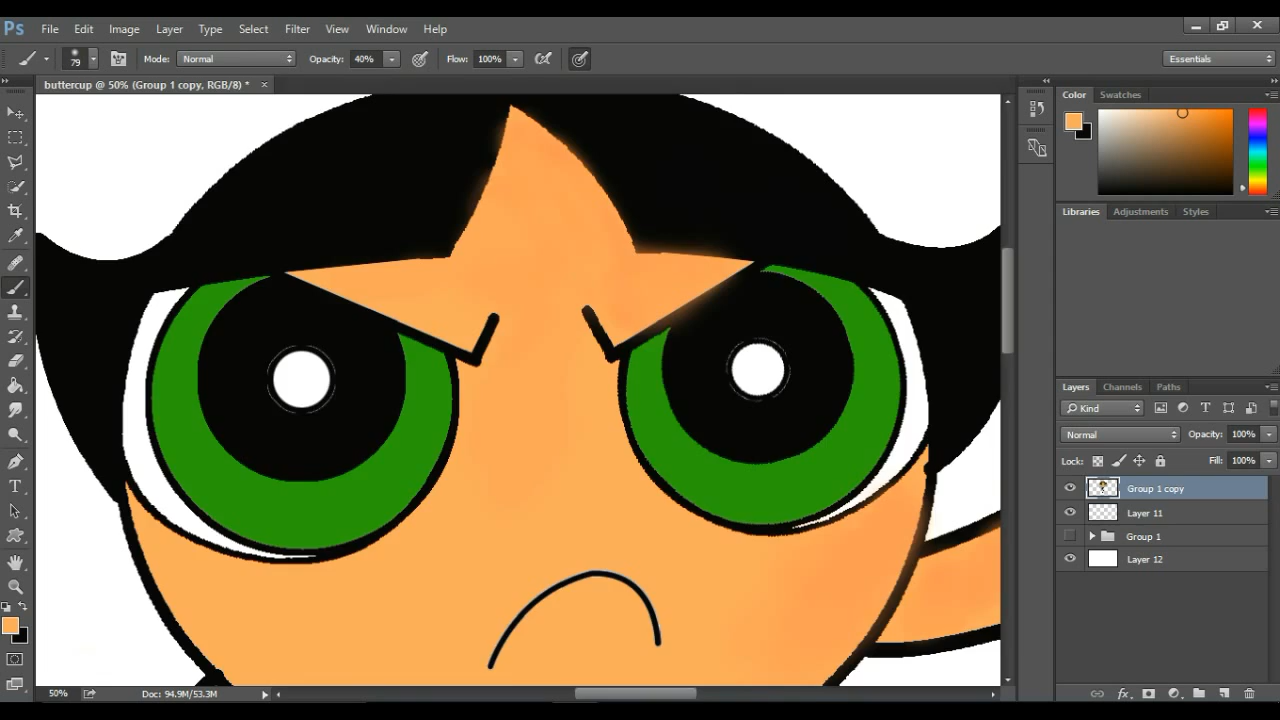 Ps File Edit Image Layer Type Select Filter View Window Help
79 Mode: Normal Opacity: 40% Flow: 100% Essentials
buttercup @ 50% (Group 1 copy, RGB/8) *
Color Swatches
Libraries Adjustments Styles
Layers Channels Paths
Kind
Normal Opacity: 100%
Lock: Fill: 100%
Group 1 copy
Layer 11
Group 1
Layer 12
50% Doc: 94.9M/53.3M